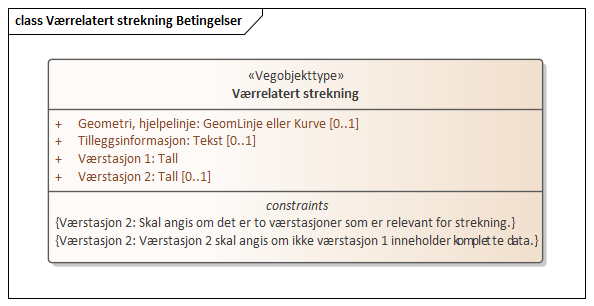 class Værrelatert strekning Betingelser
«Vegobjekttype»
Værrelatert strekning
+ Geometri, hjelpelinje: GeomLinje eller Kurve [0..1]
+ Tilleggsinformasjon: Tekst [0..1]
+ Værstasjon 1: Tall
+ Værstasjon 2: Tall [0..1]
constraints
{Værstasjon 2: Skal angis om det er to værstasjoner som er relevant for strekning.}
{Værstasjon 2: Værstasjon 2 skal angis om ikke værstasjon 1 inneholder komplette data.}